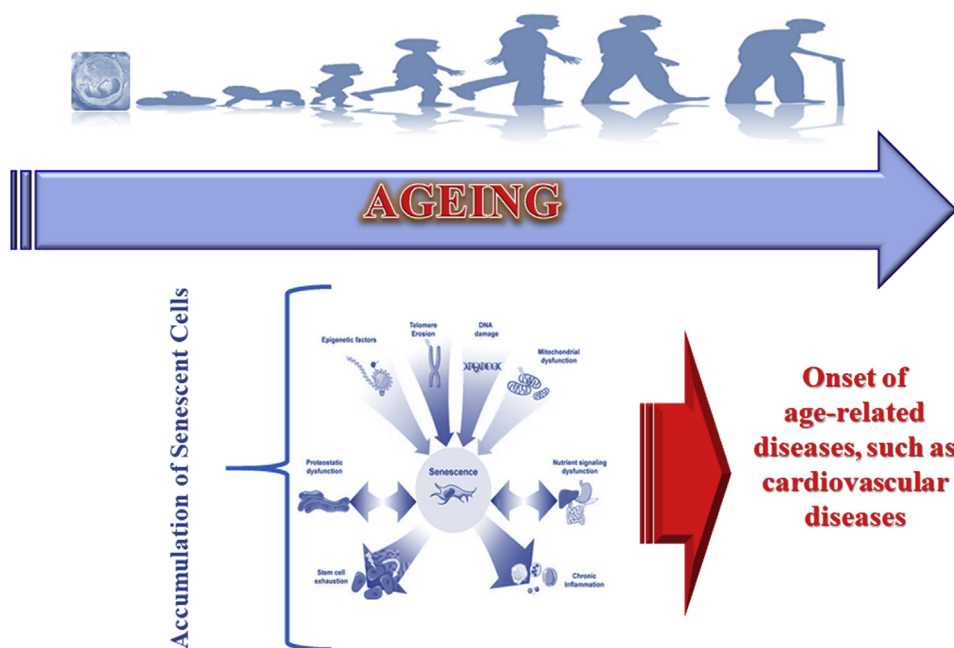 AGEING
Accumulation of Senescent Cells
Epigenetic factors
Telomere
Erosion
DNA
damage
Mitochondrial
dysfunction
Proteostatic
dysfunction
Senescence
Nutrient signaling
dysfunction
Stem cell
exhaustion
Chronic
Inflammation
Onset of
age-related
diseases, such as
cardiovascular
diseases